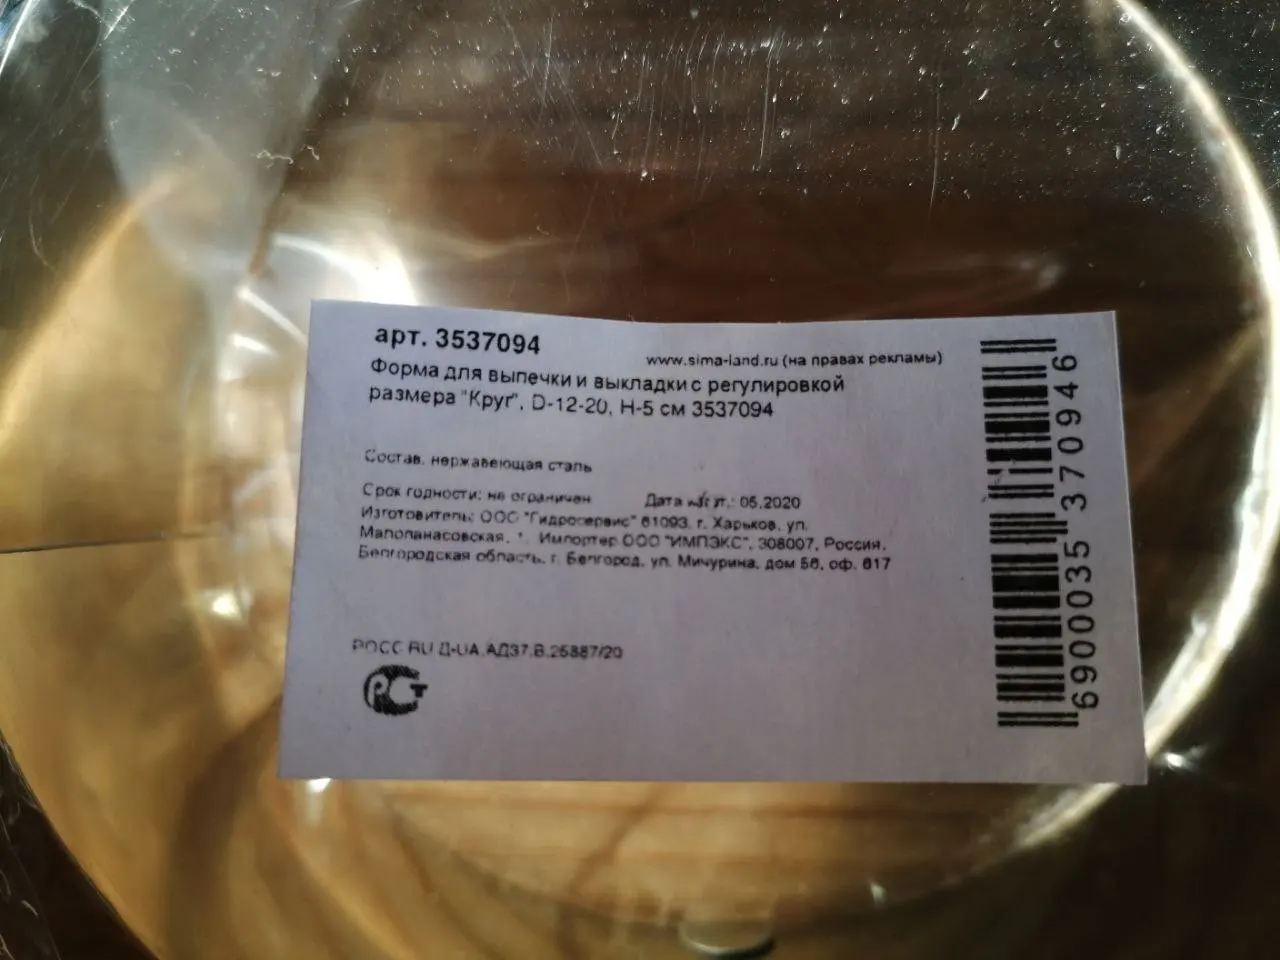 арт. 3537094
www.sima-land.ru (на правах рекламы)
Форма для выпечки и выкладки с регулировкой
размера "Круг", D-12-20, H-5 см 3537094
Состав: нержавеющая сталь
Срок годности: не ограничен Дата изгот.: 05.2020
Изготовитель: ООО "Гидросервис" 61093, г. Харьков, ул.
Малопанасовская, Импортер ООО "ИМПЭКС", 308007, Россия,
Белгородская область, г. Белгород, ул. Мичурина, дом 56, оф. 617
РОСС RU Д-UA.АД37.В.25887/20
РСТ
6900035370946